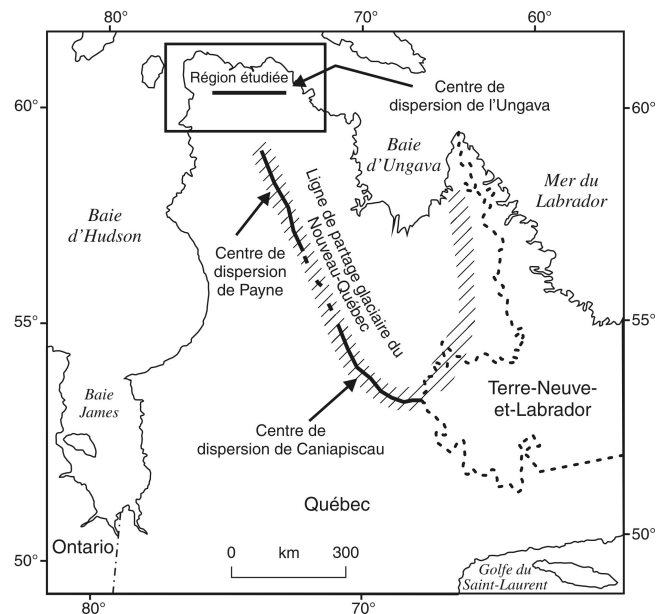 80°
70°
60°
Région étudiée
Centre de
dispersion de l'Ungava
60°
60°
Baie
d'Ungava
Mer du
Labrador
Baie
d'Hudson
Ligne de partage glaciaire du
Nouveau-Québec
Centre de
dispersion
de Payne
55°
55°
Baie
James
Terre-Neuve-
et-Labrador
Centre de
dispersion de Caniapiscau
Québec
Ontario
0 km 300
50°
50°
Golfe du
Saint-Laurent
80°
70°